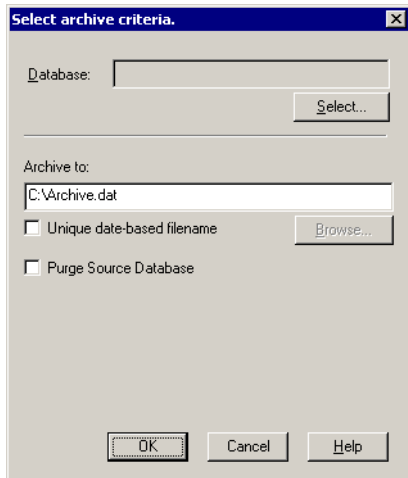 Select archive criteria.
Database:
Select...
Archive to:
C:\Archive.dat
Unique date-based filename
Browse...
Purge Source Database
OK Cancel Help